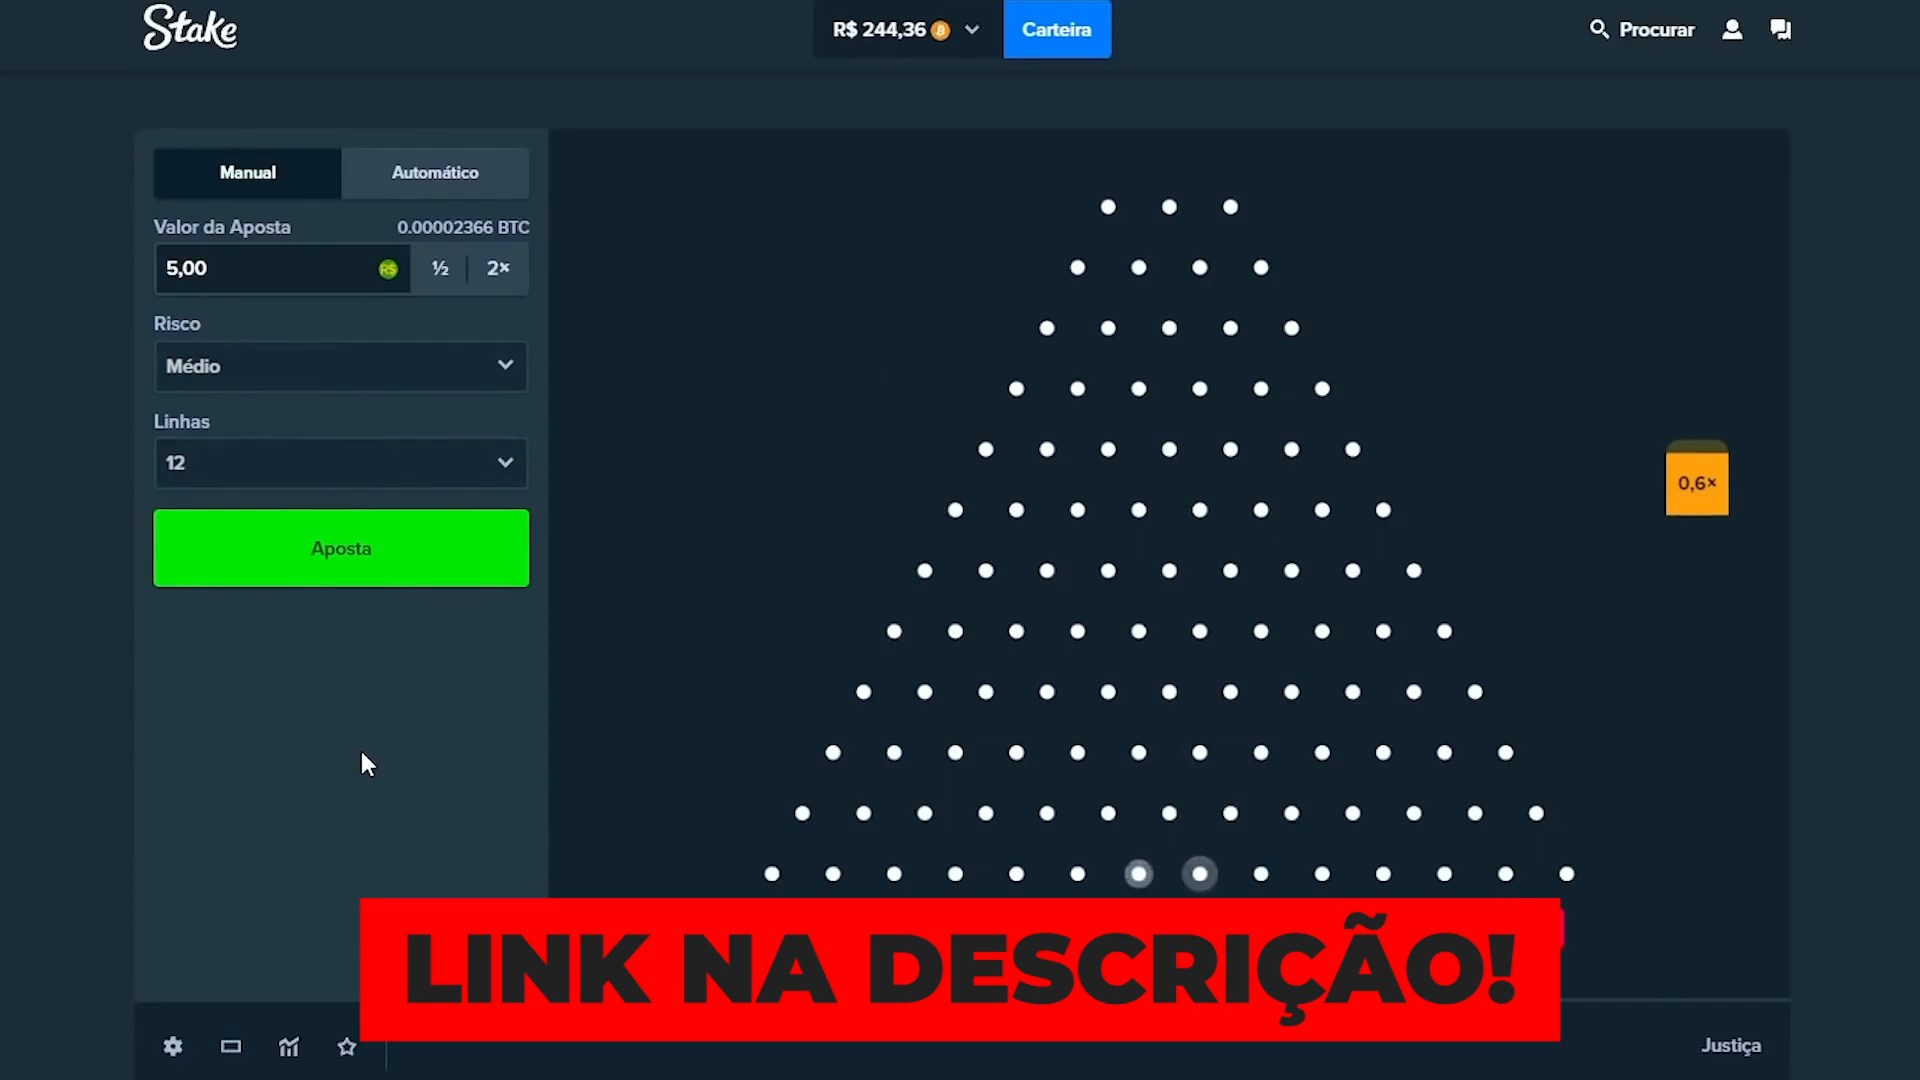 Stake
R$ 244,36
Carteira
Procurar
Manual
Automático
Valor da Aposta
0.00002366 BTC
5,00
R$
½
2×
Risco
Médio
Linhas
12
Aposta
0,6×
LINK NA DESCRIÇÃO!
Justiça